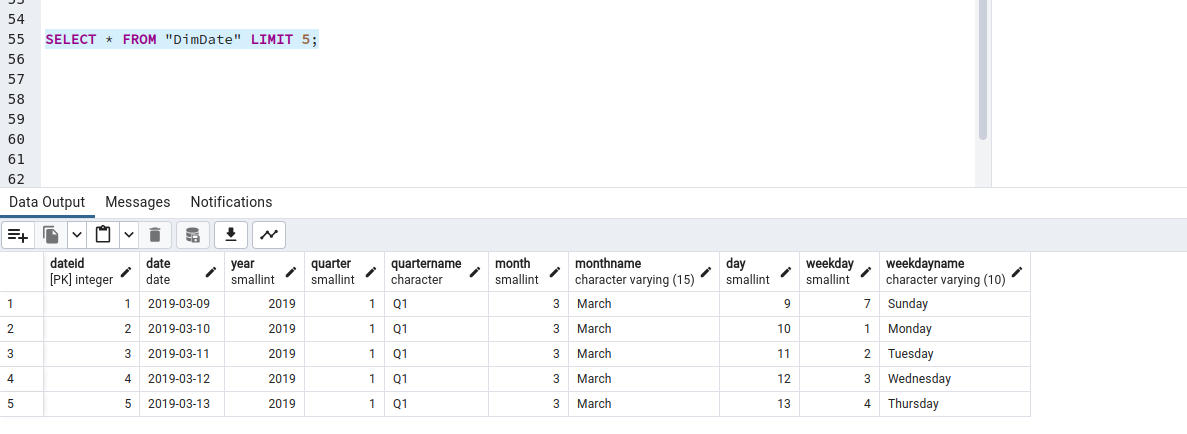 53
54
55 SELECT * FROM "DimDate" LIMIT 5;
56
57
58
59
60
61
62
Data Output Messages Notifications
dateid date year quarter quartername month monthname day weekday weekdayname
[PK] integer date smallint smallint character smallint character varying (15) smallint smallint character varying (10)
1 1 2019-03-09 2019 1 Q1 3 March 9 7 Sunday
2 2 2019-03-10 2019 1 Q1 3 March 10 1 Monday
3 3 2019-03-11 2019 1 Q1 3 March 11 2 Tuesday
4 4 2019-03-12 2019 1 Q1 3 March 12 3 Wednesday
5 5 2019-03-13 2019 1 Q1 3 March 13 4 Thursday